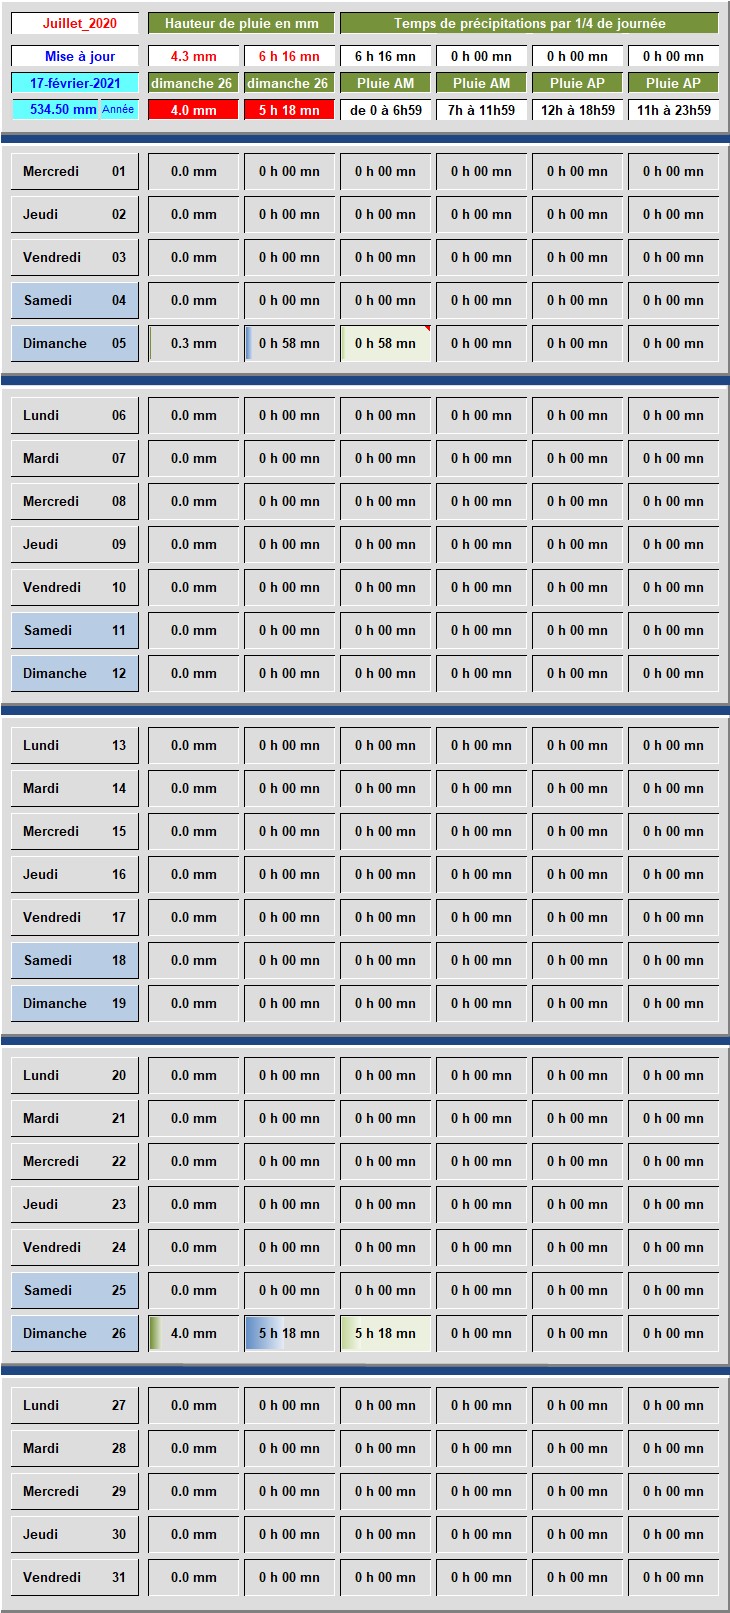 Juillet_2020 Hauteur de pluie en mm Temps de précipitations par 1/4 de journée
Mise à jour 4.3 mm 6 h 16 mn 6 h 16 mn 0 h 00 mn 0 h 00 mn 0 h 00 mn
17-février-2021 dimanche 26 dimanche 26 Pluie AM Pluie AM Pluie AP Pluie AP
534.50 mm Année 4.0 mm 5 h 18 mn de 0 à 6h59 7h à 11h59 12h à 18h59 11h à 23h59
Mercredi 01 0.0 mm 0 h 00 mn 0 h 00 mn 0 h 00 mn 0 h 00 mn 0 h 00 mn
Jeudi 02 0.0 mm 0 h 00 mn 0 h 00 mn 0 h 00 mn 0 h 00 mn 0 h 00 mn
Vendredi 03 0.0 mm 0 h 00 mn 0 h 00 mn 0 h 00 mn 0 h 00 mn 0 h 00 mn
Samedi 04 0.0 mm 0 h 00 mn 0 h 00 mn 0 h 00 mn 0 h 00 mn 0 h 00 mn
Dimanche 05 0.3 mm 0 h 58 mn 0 h 58 mn 0 h 00 mn 0 h 00 mn 0 h 00 mn
Lundi 06 0.0 mm 0 h 00 mn 0 h 00 mn 0 h 00 mn 0 h 00 mn 0 h 00 mn
Mardi 07 0.0 mm 0 h 00 mn 0 h 00 mn 0 h 00 mn 0 h 00 mn 0 h 00 mn
Mercredi 08 0.0 mm 0 h 00 mn 0 h 00 mn 0 h 00 mn 0 h 00 mn 0 h 00 mn
Jeudi 09 0.0 mm 0 h 00 mn 0 h 00 mn 0 h 00 mn 0 h 00 mn 0 h 00 mn
Vendredi 10 0.0 mm 0 h 00 mn 0 h 00 mn 0 h 00 mn 0 h 00 mn 0 h 00 mn
Samedi 11 0.0 mm 0 h 00 mn 0 h 00 mn 0 h 00 mn 0 h 00 mn 0 h 00 mn
Dimanche 12 0.0 mm 0 h 00 mn 0 h 00 mn 0 h 00 mn 0 h 00 mn 0 h 00 mn
Lundi 13 0.0 mm 0 h 00 mn 0 h 00 mn 0 h 00 mn 0 h 00 mn 0 h 00 mn
Mardi 14 0.0 mm 0 h 00 mn 0 h 00 mn 0 h 00 mn 0 h 00 mn 0 h 00 mn
Mercredi 15 0.0 mm 0 h 00 mn 0 h 00 mn 0 h 00 mn 0 h 00 mn 0 h 00 mn
Jeudi 16 0.0 mm 0 h 00 mn 0 h 00 mn 0 h 00 mn 0 h 00 mn 0 h 00 mn
Vendredi 17 0.0 mm 0 h 00 mn 0 h 00 mn 0 h 00 mn 0 h 00 mn 0 h 00 mn
Samedi 18 0.0 mm 0 h 00 mn 0 h 00 mn 0 h 00 mn 0 h 00 mn 0 h 00 mn
Dimanche 19 0.0 mm 0 h 00 mn 0 h 00 mn 0 h 00 mn 0 h 00 mn 0 h 00 mn
Lundi 20 0.0 mm 0 h 00 mn 0 h 00 mn 0 h 00 mn 0 h 00 mn 0 h 00 mn
Mardi 21 0.0 mm 0 h 00 mn 0 h 00 mn 0 h 00 mn 0 h 00 mn 0 h 00 mn
Mercredi 22 0.0 mm 0 h 00 mn 0 h 00 mn 0 h 00 mn 0 h 00 mn 0 h 00 mn
Jeudi 23 0.0 mm 0 h 00 mn 0 h 00 mn 0 h 00 mn 0 h 00 mn 0 h 00 mn
Vendredi 24 0.0 mm 0 h 00 mn 0 h 00 mn 0 h 00 mn 0 h 00 mn 0 h 00 mn
Samedi 25 0.0 mm 0 h 00 mn 0 h 00 mn 0 h 00 mn 0 h 00 mn 0 h 00 mn
Dimanche 26 4.0 mm 5 h 18 mn 5 h 18 mn 0 h 00 mn 0 h 00 mn 0 h 00 mn
Lundi 27 0.0 mm 0 h 00 mn 0 h 00 mn 0 h 00 mn 0 h 00 mn 0 h 00 mn
Mardi 28 0.0 mm 0 h 00 mn 0 h 00 mn 0 h 00 mn 0 h 00 mn 0 h 00 mn
Mercredi 29 0.0 mm 0 h 00 mn 0 h 00 mn 0 h 00 mn 0 h 00 mn 0 h 00 mn
Jeudi 30 0.0 mm 0 h 00 mn 0 h 00 mn 0 h 00 mn 0 h 00 mn 0 h 00 mn
Vendredi 31 0.0 mm 0 h 00 mn 0 h 00 mn 0 h 00 mn 0 h 00 mn 0 h 00 mn